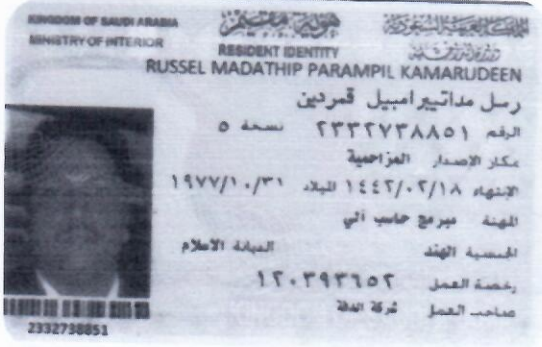 KINGDOM OF SAUDI ARABIA هوية مقيم المملكة العربية السعودية
MINISTRY OF INTERIOR RESIDENT IDENTITY وزارة الداخلية
RUSSEL MADATHIP PARAMPIL KAMARUDEEN
رسل مداتيبرامبيل قمردين
الرقم ٢٣٣٢٧٣٨٨٥١ نسخة ٥
مكان الإصدار المزاحمية
الإنتهاء ١٤٤٢/٠٢/١٨ الميلاد ١٩٧٧/١٠/٣١
المهنة مبرمج حاسب آلي
الجنسية الهند الديانة الاسلام
رخصة العمل ١٢٠٣٩٣٦٥٢
صاحب العمل شركة الدقة
2332738851